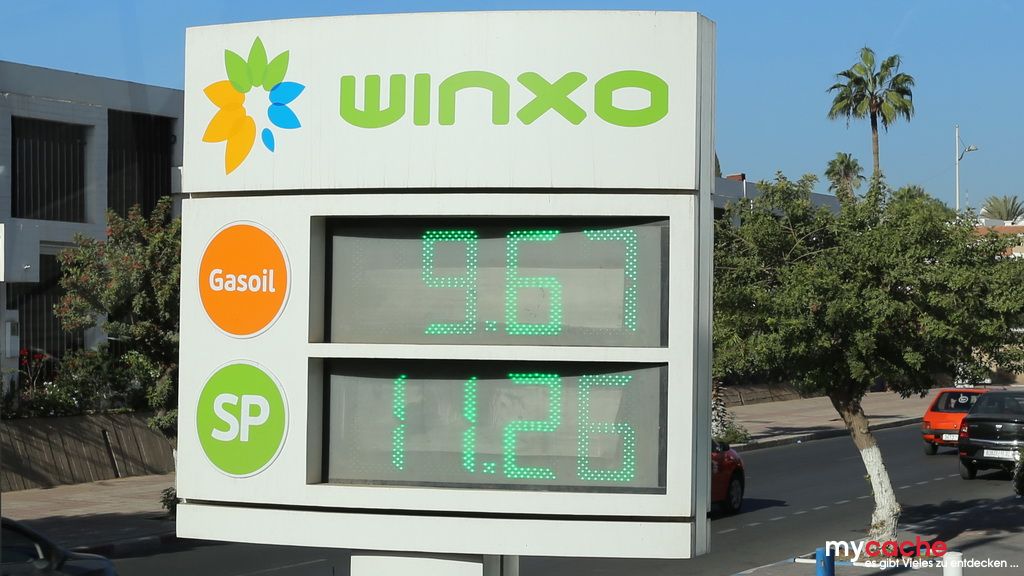 WINXO
Gasoil
9.67
SP
11.26
mycache
es gibt Vieles zu entdecken ...